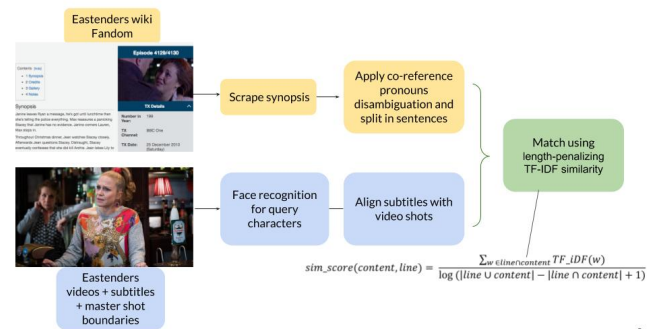 Eastenders wiki
Fandom
Episode 4129/4130
Contents [hide]
1 Synopsis
2 Credits
3 Gallery
4 Notes
Synopsis
TX Details
Number in Year:
TX Channel:
BBC One
TX Date:
Scrape synopsis
Apply co-reference
pronouns
disambiguation and
split in sentences
Match using
length-penalizing
TF-IDF similarity
Face recognition
for query
characters
Align subtitles with
video shots
Eastenders
videos + subtitles
+ master shot
boundaries
sim_score(content, line) = ∑w ∈line∩content TF_iDF(w) / log (|line ∪ content| − |line ∩ content| + 1)